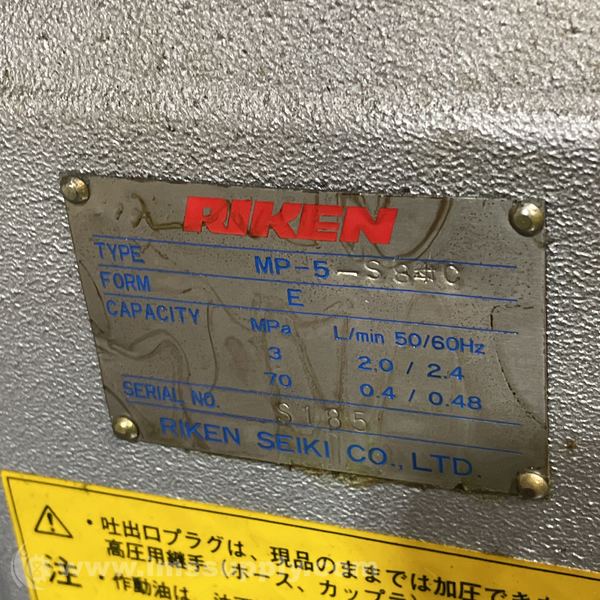 RIKEN
TYPE MP-5-S
FORM E
CAPACITY MPa L/min 50/60Hz
3 2.0 / 2.4
70 0.4 / 0.48
SERIAL NO. S185
RIKEN SEIKI CO., LTD.
・吐出口プラグは、現品のままでは加圧でき
高圧用継手(ホース、カップラ
注 ・作動油は、